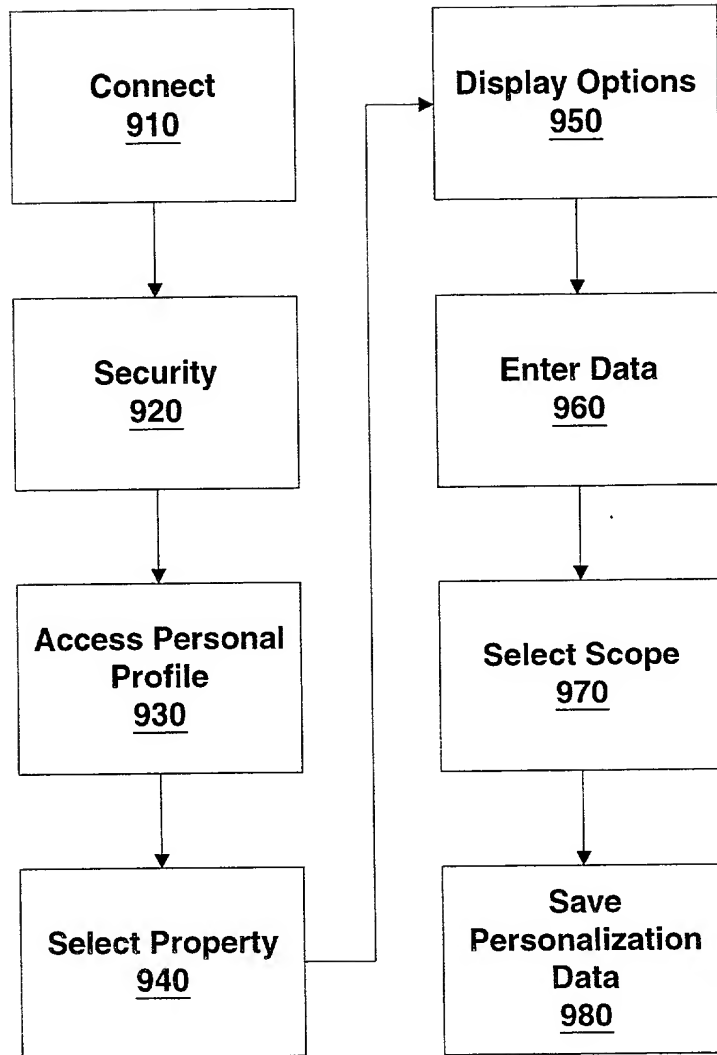 Connect
910
Security
920
Access Personal
Profile
930
Select Property
940
Display Options
950
Enter Data
960
Select Scope
970
Save
Personalization
Data
980